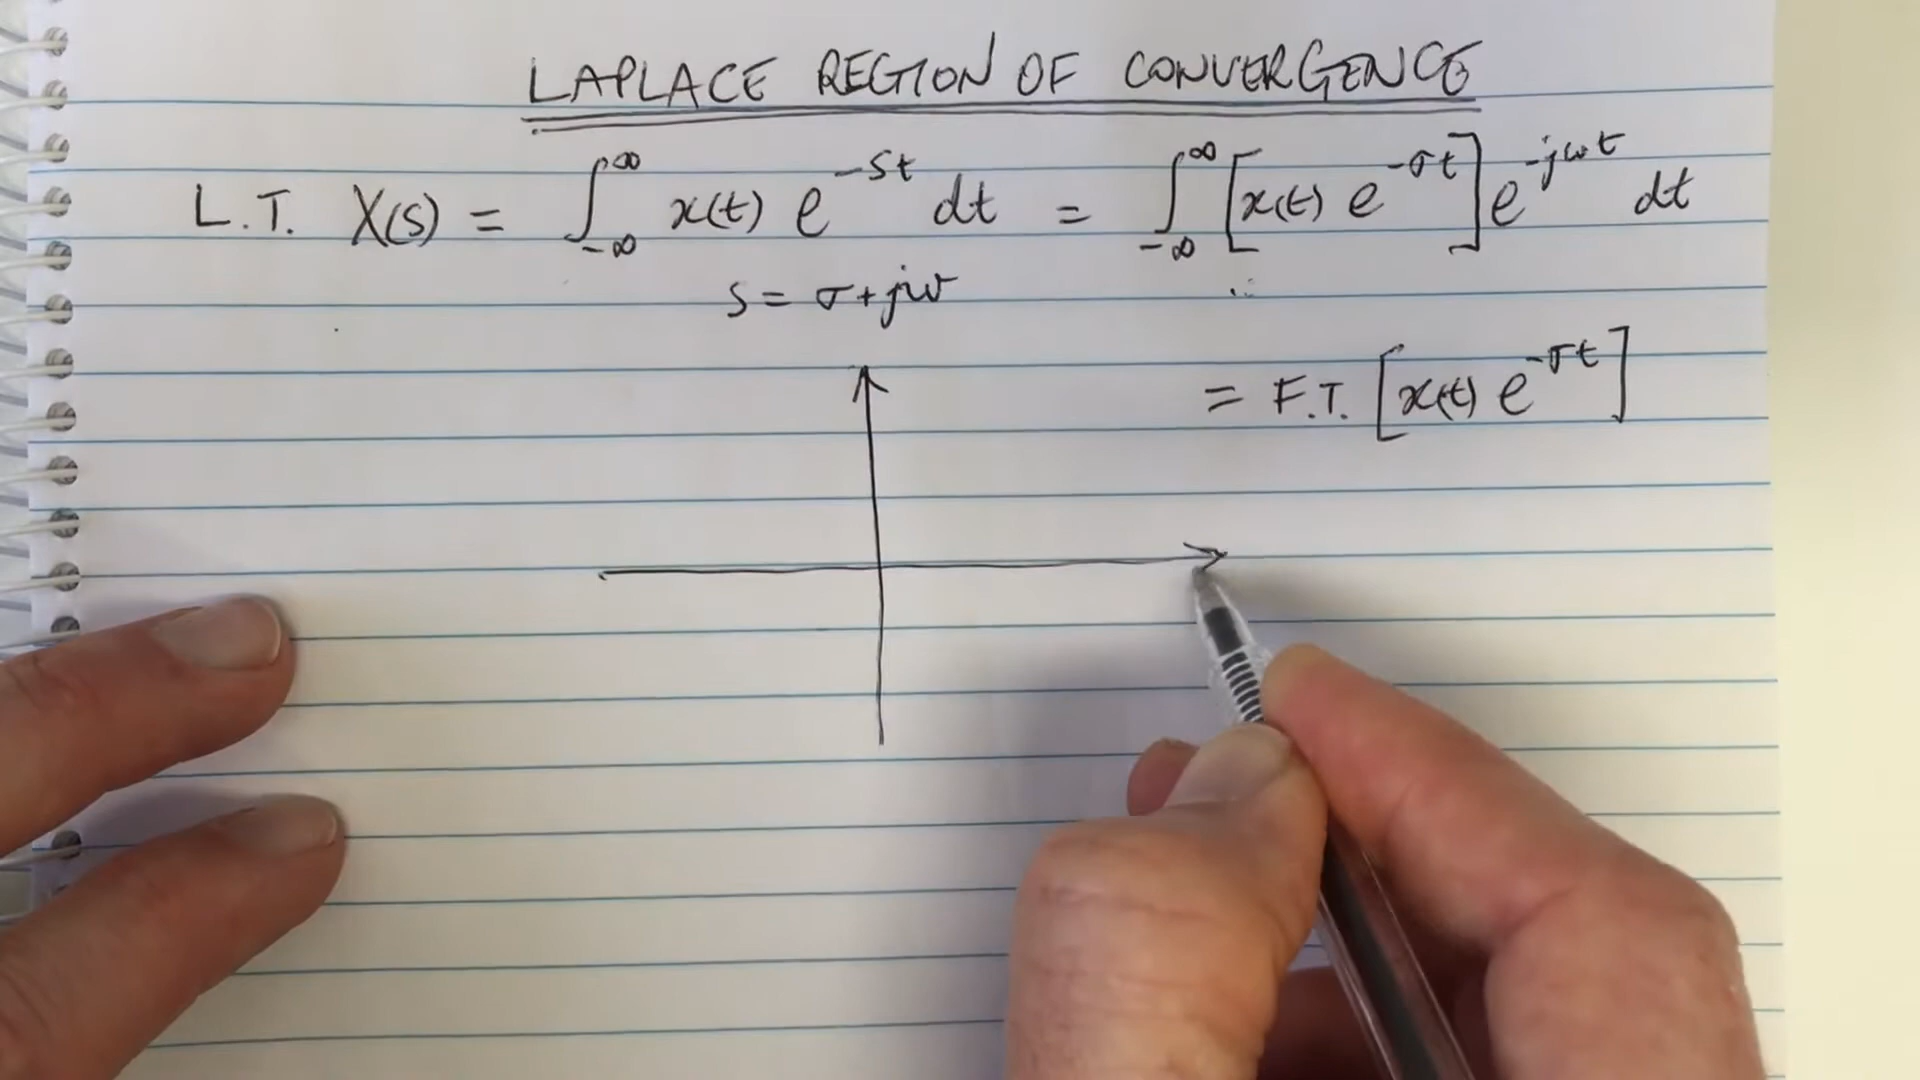 LAPLACE REGION OF CONVERGENCE
L.T. X(s) = ∫_{-∞}^{∞} x(t) e^{-st} dt = ∫_{-∞}^{∞} [x(t) e^{-σt}] e^{-jωt} dt
s = σ+jω
= F.T. [x(t) e^{-σt}]